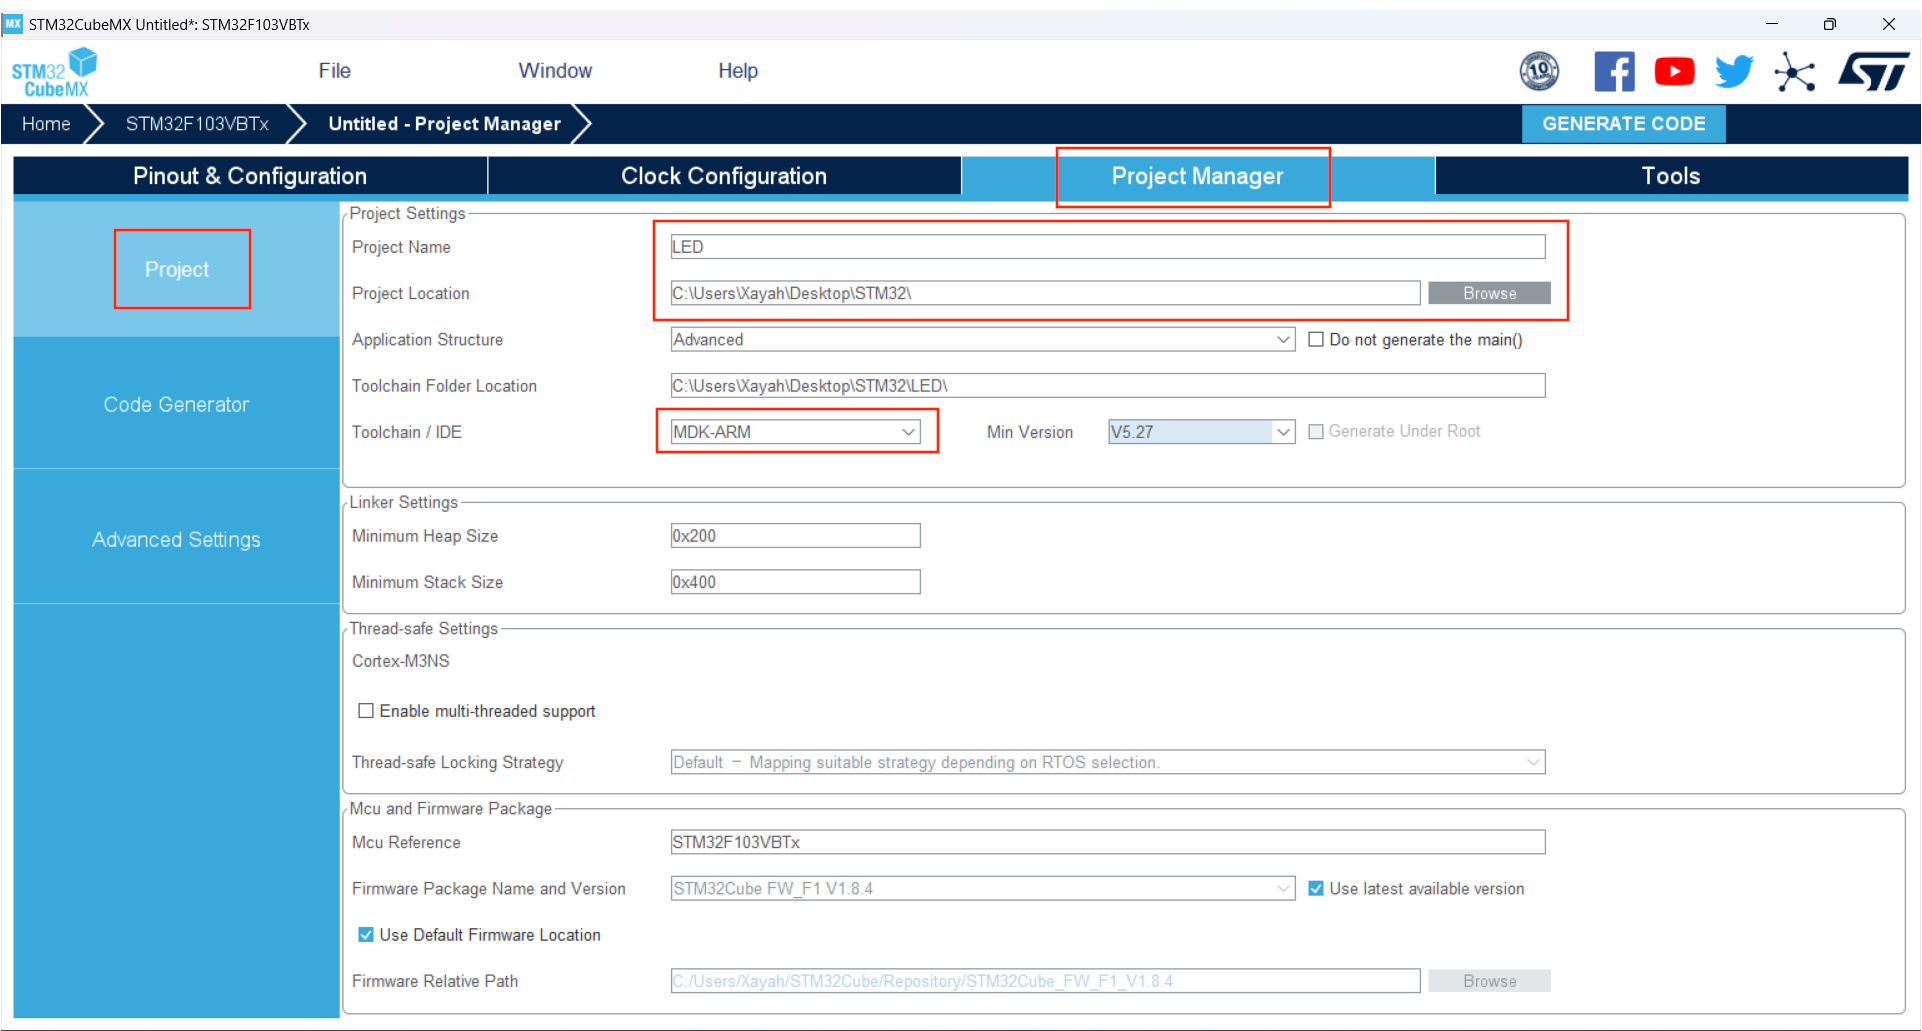 MX STM32CubeMX Untitled*: STM32F103VBTx
STM32 CubeMX
File Window Help
10
Home STM32F103VBTx Untitled - Project Manager GENERATE CODE
Pinout & Configuration Clock Configuration Project Manager Tools
Project
Code Generator
Advanced Settings
Project Settings
Project Name LED
Project Location C:\Users\Xayah\Desktop\STM32\ Browse
Application Structure Advanced Do not generate the main()
Toolchain Folder Location C:\Users\Xayah\Desktop\STM32\LED\
Toolchain / IDE MDK-ARM Min Version V5.27 Generate Under Root
Linker Settings
Minimum Heap Size 0x200
Minimum Stack Size 0x400
Thread-safe Settings
Cortex-M3NS
Enable multi-threaded support
Thread-safe Locking Strategy Default – Mapping suitable strategy depending on RTOS selection.
Mcu and Firmware Package
Mcu Reference STM32F103VBTx
Firmware Package Name and Version STM32Cube FW_F1 V1.8.4 Use latest available version
Use Default Firmware Location
Firmware Relative Path C:/Users/Xayah/STM32Cube/Repository/STM32Cube_FW_F1_V1.8.4 Browse